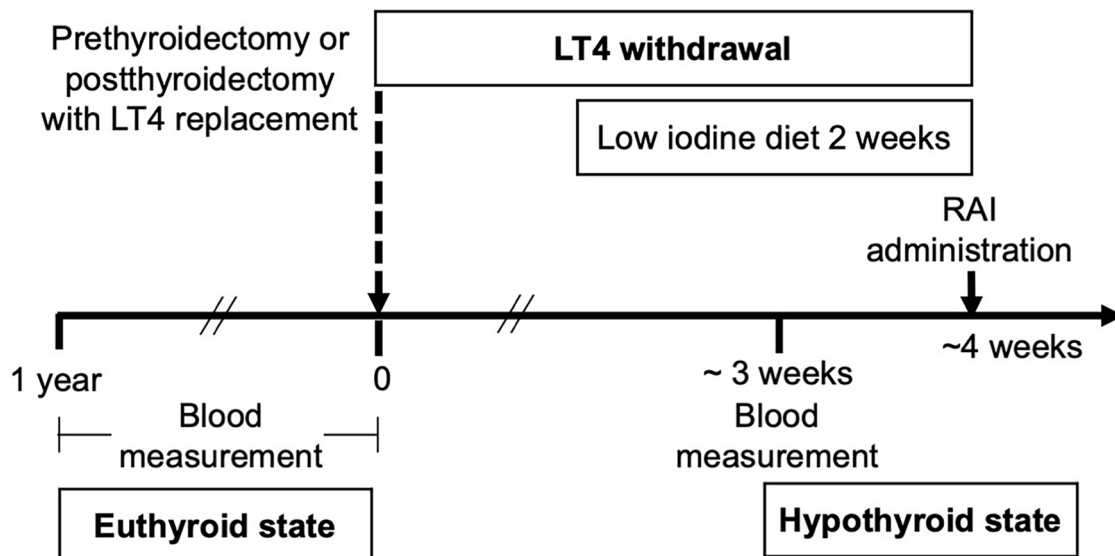 Prethyroidectomy or
postthyroidectomy
with LT4 replacement
LT4 withdrawal
Low iodine diet 2 weeks
RAI
administration
1 year
0
~ 3 weeks
~4 weeks
Blood
measurement
Blood
measurement
Euthyroid state
Hypothyroid state